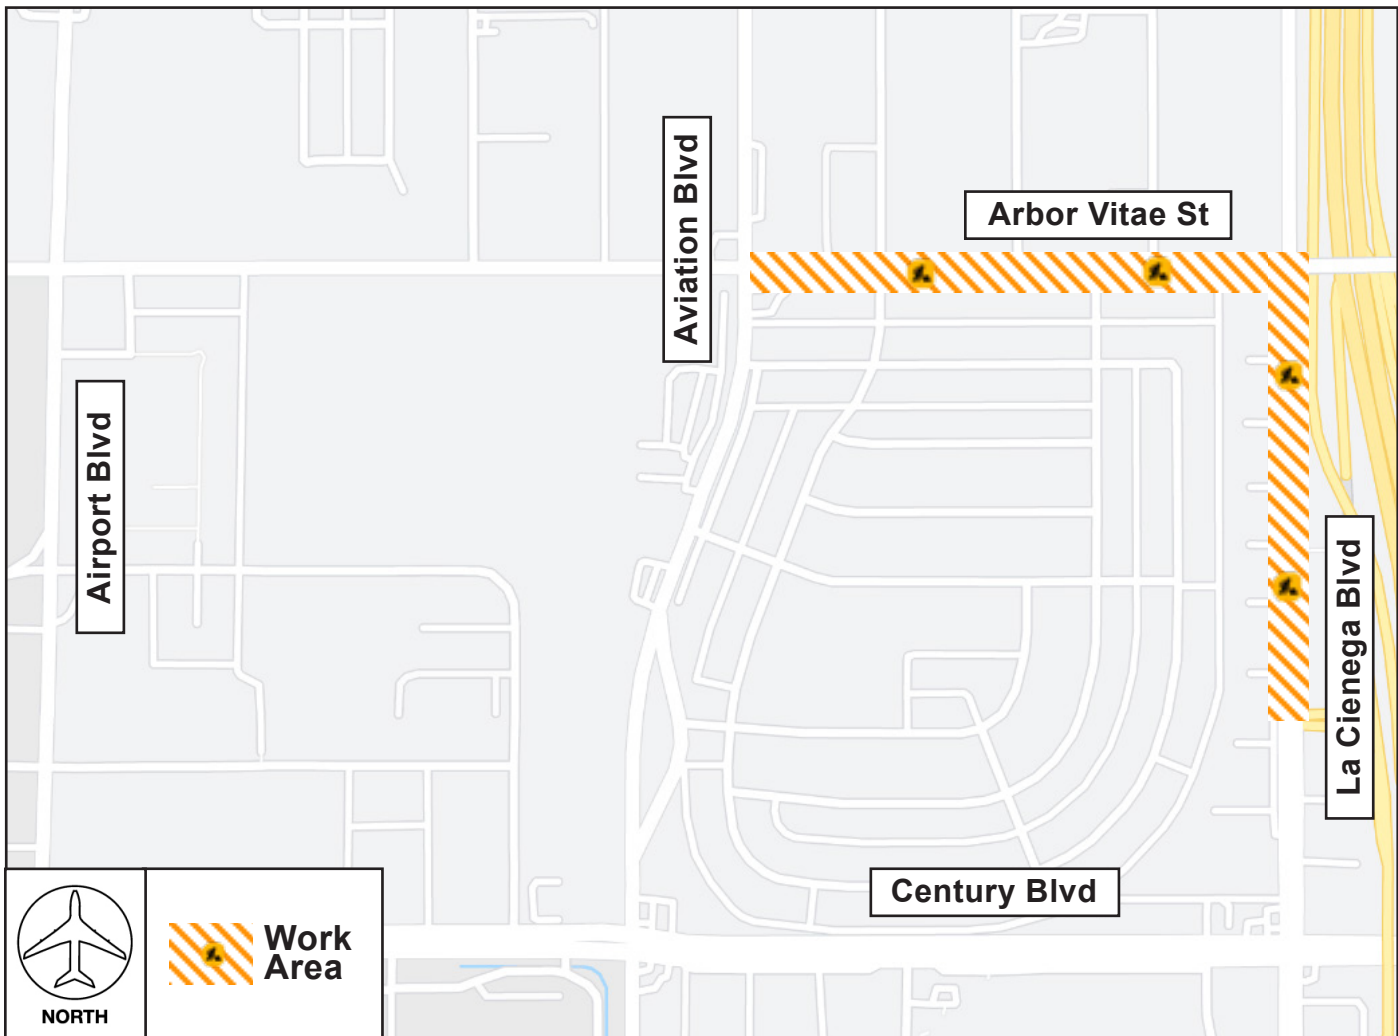 Aviation Blvd
Arbor Vitae St
Airport Blvd
La Cienega Blvd
Century Blvd
Work
Area
NORTH